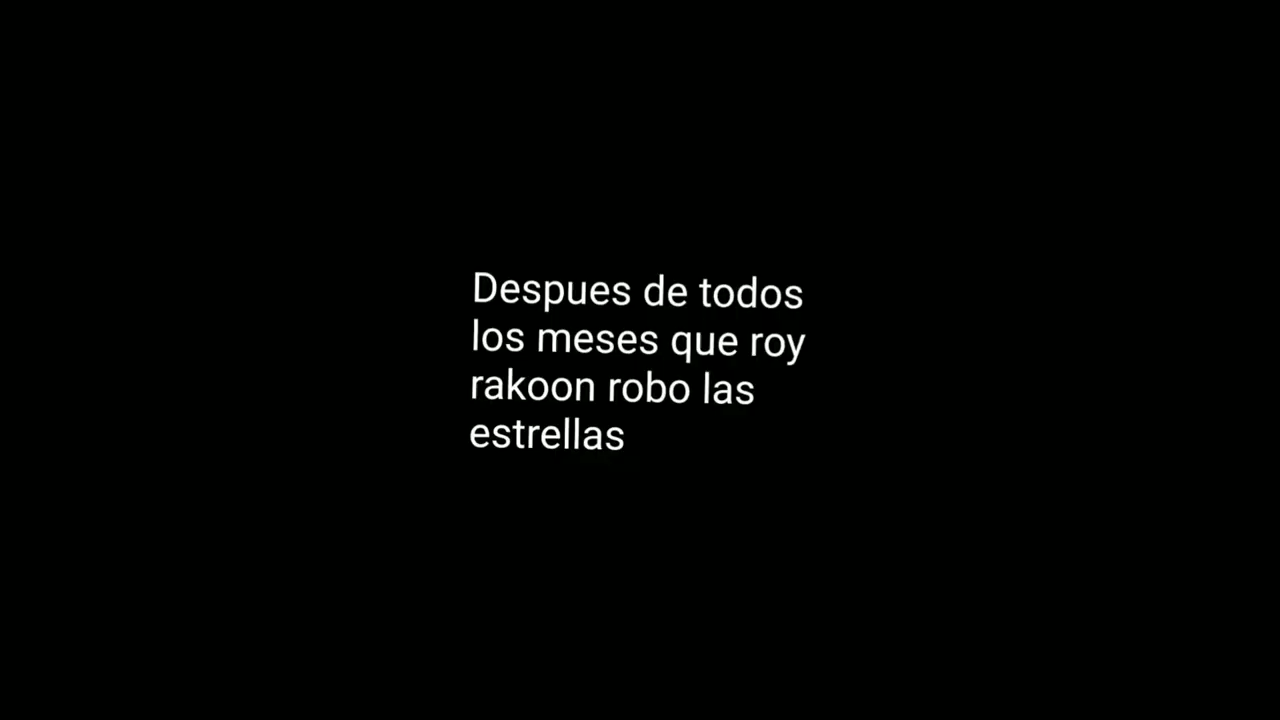 Despues de todos
los meses que roy
rakoon robo las
estrellas